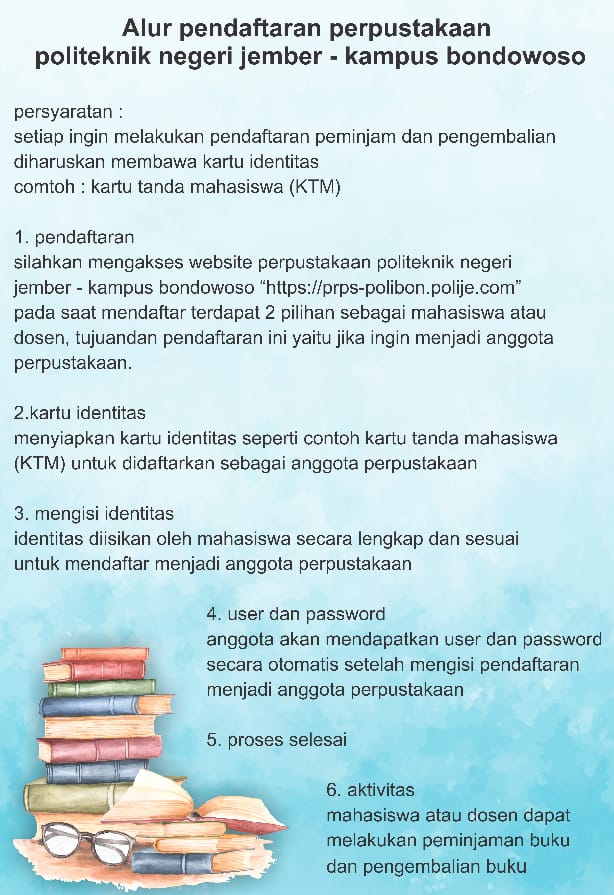 Alur pendaftaran perpustakaan
politeknik negeri jember - kampus bondowoso
persyaratan :
setiap ingin melakukan pendaftaran peminjam dan pengembalian
diharuskan membawa kartu identitas
comtoh : kartu tanda mahasiswa (KTM)
1. pendaftaran
silahkan mengakses website perpustakaan politeknik negeri
jember - kampus bondowoso “https://prps-polibon.polije.com”
pada saat mendaftar terdapat 2 pilihan sebagai mahasiswa atau
dosen, tujuandan pendaftaran ini yaitu jika ingin menjadi anggota
perpustakaan.
2.kartu identitas
menyiapkan kartu identitas seperti contoh kartu tanda mahasiswa
(KTM) untuk didaftarkan sebagai anggota perpustakaan
3. mengisi identitas
identitas diisikan oleh mahasiswa secara lengkap dan sesuai
untuk mendaftar menjadi anggota perpustakaan
4. user dan password
anggota akan mendapatkan user dan password
secara otomatis setelah mengisi pendaftaran
menjadi anggota perpustakaan
5. proses selesai
6. aktivitas
mahasiswa atau dosen dapat
melakukan peminjaman buku
dan pengembalian buku